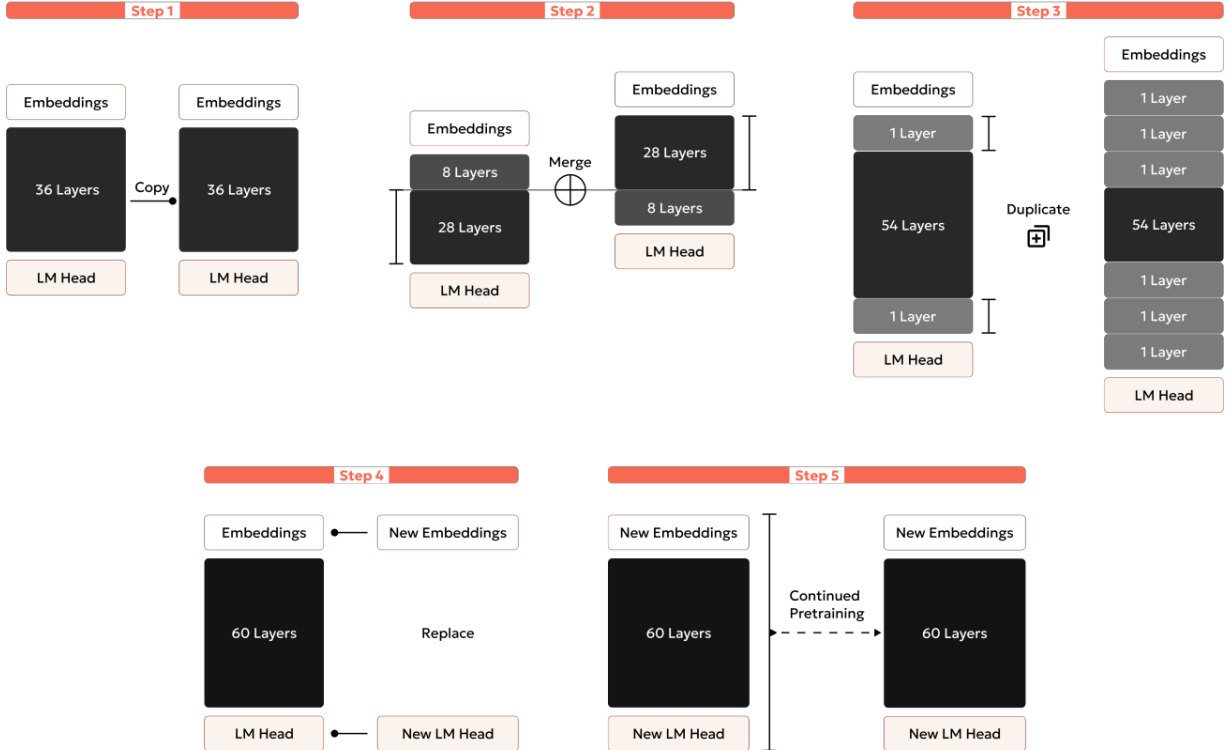 Step 1
Embeddings
Embeddings
36 Layers
Copy
36 Layers
LM Head
LM Head
Step 2
Embeddings
8 Layers
28 Layers
LM Head
Merge
Embeddings
28 Layers
8 Layers
LM Head
Step 3
Embeddings
1 Layer
54 Layers
1 Layer
LM Head
Duplicate
Embeddings
1 Layer
1 Layer
1 Layer
54 Layers
1 Layer
1 Layer
1 Layer
LM Head
Step 4
Embeddings
New Embeddings
60 Layers
Replace
LM Head
New LM Head
Step 5
New Embeddings
60 Layers
New LM Head
Continued
Pretraining
New Embeddings
60 Layers
New LM Head